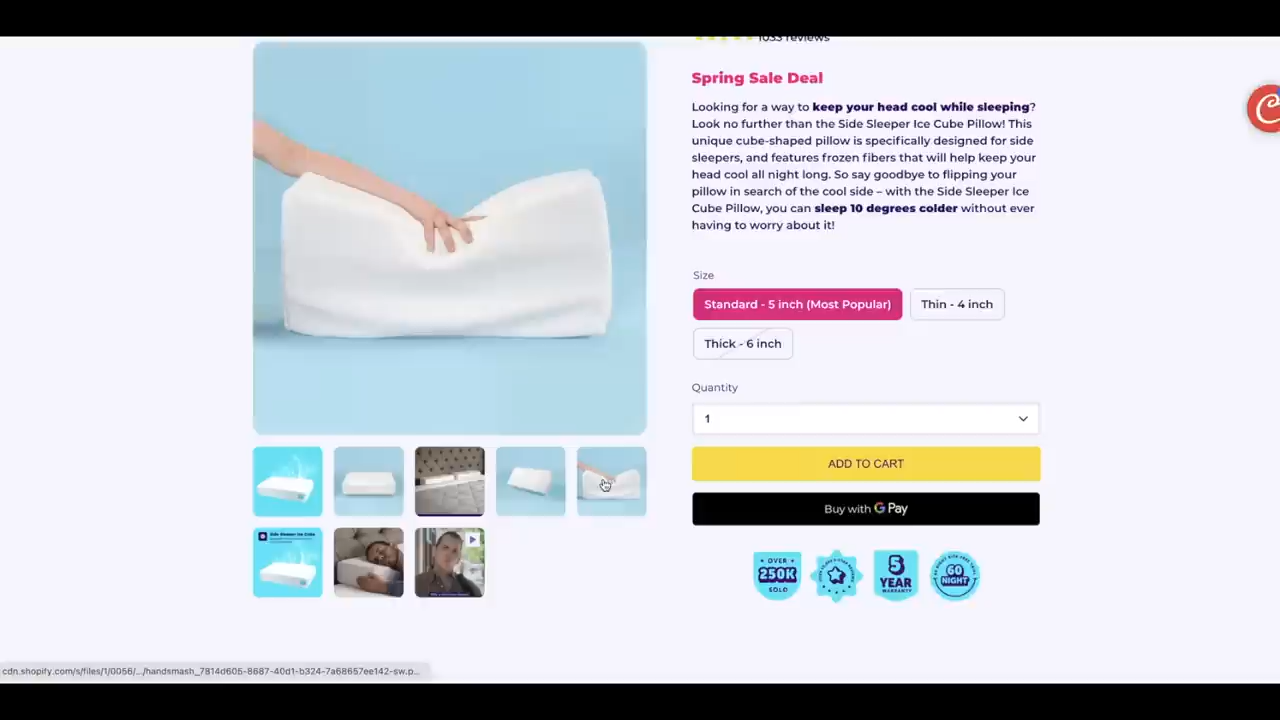 1033 reviews
Spring Sale Deal
Looking for a way to keep your head cool while sleeping?
Look no further than the Side Sleeper Ice Cube Pillow! This
unique cube-shaped pillow is specifically designed for side
sleepers, and features frozen fibers that will help keep your
head cool all night long. So say goodbye to flipping your
pillow in search of the cool side – with the Side Sleeper Ice
Cube Pillow, you can sleep 10 degrees colder without ever
having to worry about it!
Size
Standard - 5 inch (Most Popular)
Thin - 4 inch
Thick - 6 inch
Quantity
1
ADD TO CART
Buy with G Pay
Side Sleeper Ice Cube
OVER
250K
SOLD
5
YEAR
WARRANTY
60
NIGHT
cdn.shopify.com/s/files/1/0056/.../handsmash_7814d605-8687-40d1-b324-7a68657ee142-sw.p...